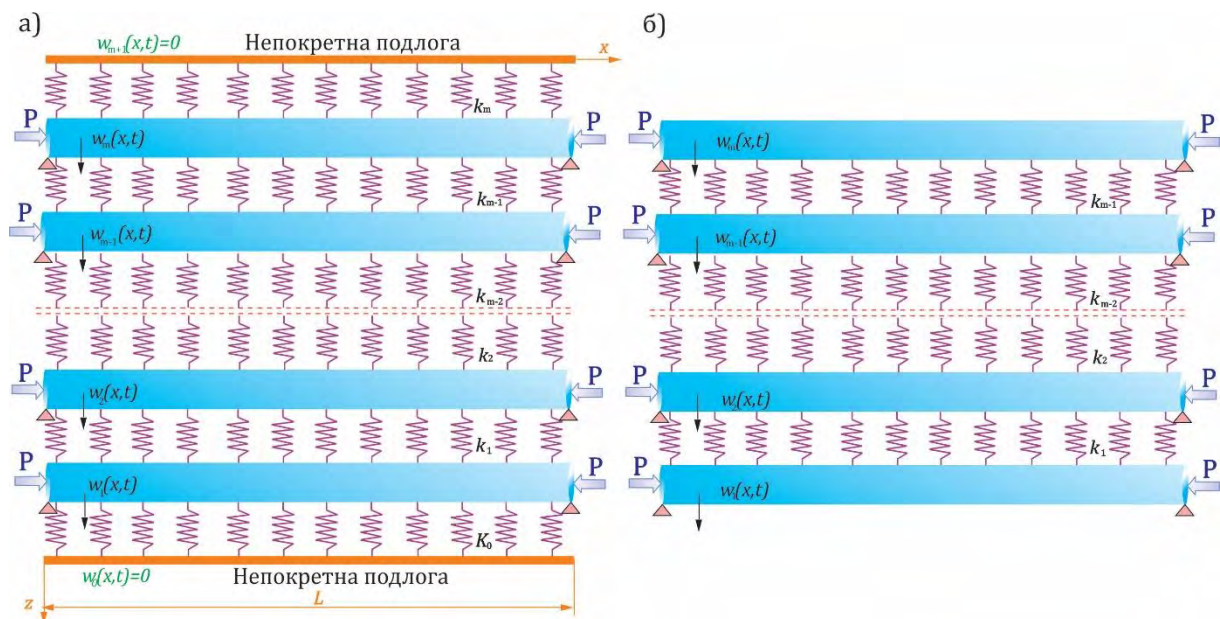 а)
w_{m+1}(x,t)=0
Непокретна подлога
x
k_m
P
P
w_m(x,t)
k_{m-1}
P
P
w_{m-1}(x,t)
k_{m-2}
k_2
P
P
w_2(x,t)
k_1
P
P
w_1(x,t)
K_0
w_0(x,t)=0
Непокретна подлога
z
L
б)
P
P
w_m(x,t)
k_{m-1}
P
P
w_{m-1}(x,t)
k_{m-2}
k_2
P
P
w_2(x,t)
k_1
P
P
w_1(x,t)